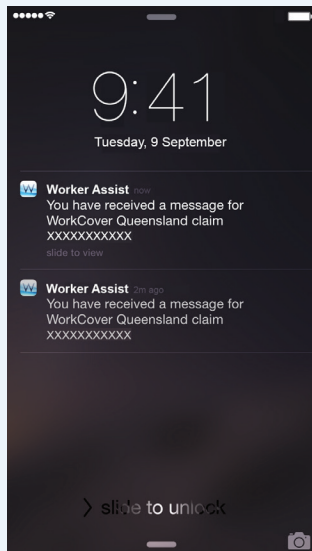 9:41
Tuesday, 9 September
Worker Assist now
You have received a message for
WorkCover Queensland claim
XXXXXXXXXXX
slide to view
Worker Assist 2m ago
You have received a message for
WorkCover Queensland claim
XXXXXXXXXXX
> slide to unlock